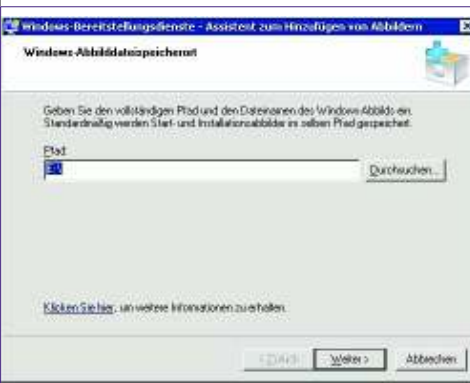 Windows-Bereitstellungsdienste - Assistent zum Hinzufügen von Abbildern
Windows-Abbilddateispeicherort
Geben Sie den vollständigen Pfad und den Dateinamen des Windows-Abbilds ein.
Standardmäßig werden Start- und Installationsabbilder im selben Pfad gespeichert.
Pfad:
E:\
Durchsuchen...
Klicken Sie hier, um weitere Informationen zu erhalten.
< Zurück
Weiter >
Abbrechen